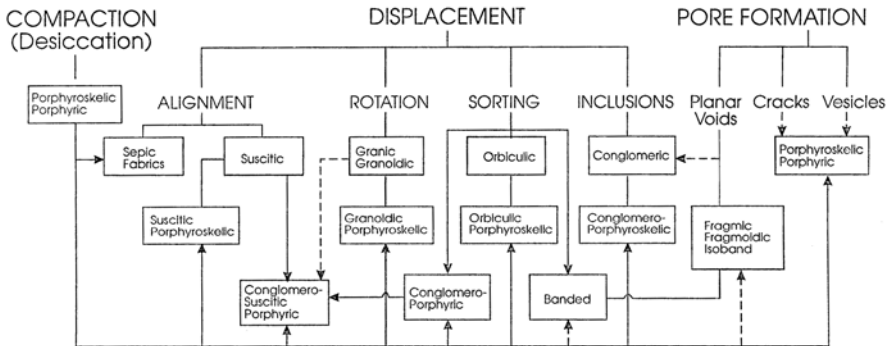 COMPACTION
(Desiccation)
DISPLACEMENT
PORE FORMATION
Porphyroskelic
Porphyric
ALIGNMENT
ROTATION
SORTING
INCLUSIONS
Planar
Voids
Cracks
Vesicles
Sepic
Fabrics
Suscitic
Granic
Granoidic
Orbiculic
Conglomeric
Porphyroskelic
Porphyric
Suscitic
Porphyroskelic
Granoidic
Porphyroskelic
Orbiculic
Porphyroskelic
Conglomero-
Porphyroskelic
Fragmic
Fragmoidic
Isoband
Conglomero-
Suscitic
Porphyric
Conglomero-
Porphyric
Banded